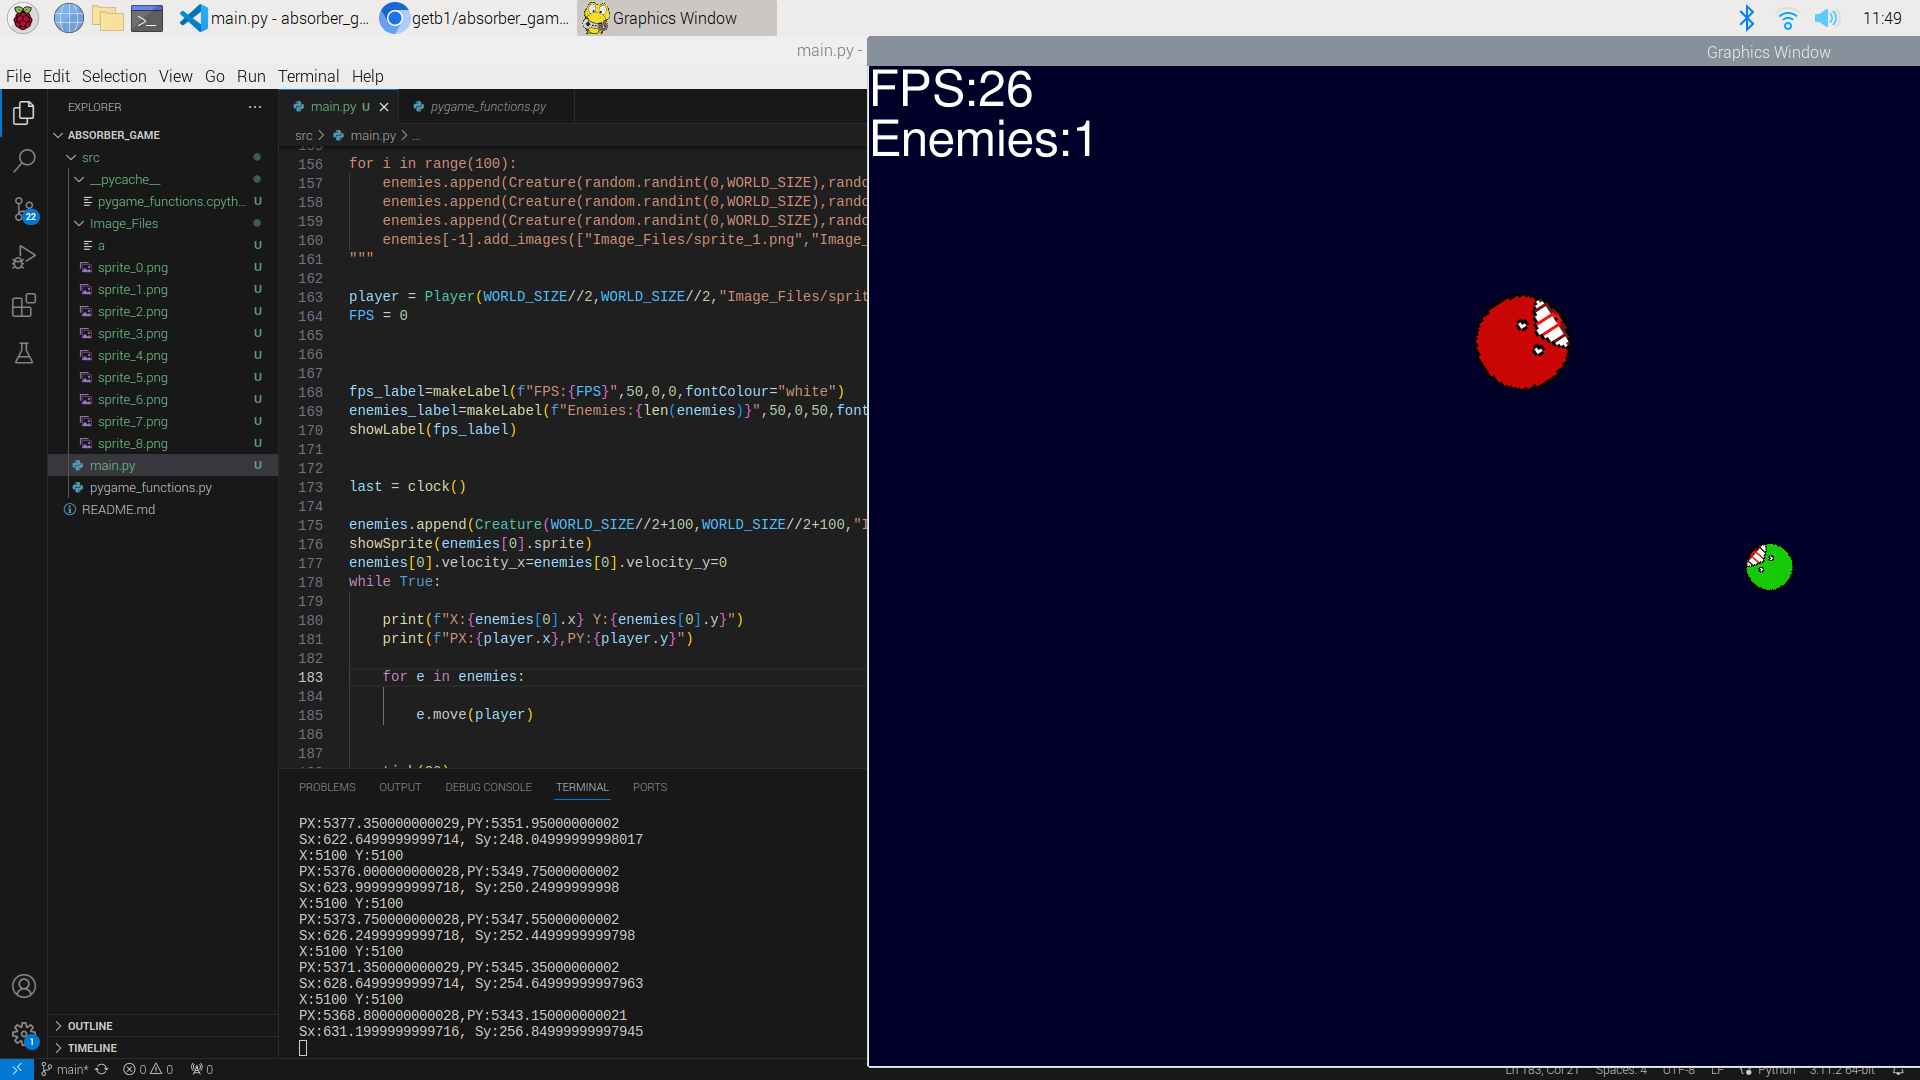 main.py - absorber_g...
getb1/absorber_gam...
Graphics Window
11:49
main.py -
Graphics Window
File Edit Selection View Go Run Terminal Help
EXPLORER
ABSORBER_GAME
src
__pycache__
pygame_functions.cpyth... U
Image_Files
a U
sprite_0.png U
sprite_1.png U
sprite_2.png U
sprite_3.png U
sprite_4.png U
sprite_5.png U
sprite_6.png U
sprite_7.png U
sprite_8.png U
main.py U
pygame_functions.py
README.md
OUTLINE
TIMELINE
22
1
main.py U
pygame_functions.py
src > main.py > ...
156 for i in range(100):
157 enemies.append(Creature(random.randint(0,WORLD_SIZE),rando
158 enemies.append(Creature(random.randint(0,WORLD_SIZE),rando
159 enemies.append(Creature(random.randint(0,WORLD_SIZE),rando
160 enemies[-1].add_images(["Image_Files/sprite_1.png","Image_
161 """
162
163 player = Player(WORLD_SIZE//2,WORLD_SIZE//2,"Image_Files/sprit
164 FPS = 0
165
166
167
168 fps_label=makeLabel(f"FPS:{FPS}",50,0,0,fontColour="white")
169 enemies_label=makeLabel(f"Enemies:{len(enemies)}",50,0,50,font
170 showLabel(fps_label)
171
172
173 last = clock()
174
175 enemies.append(Creature(WORLD_SIZE//2+100,WORLD_SIZE//2+100,"I
176 showSprite(enemies[0].sprite)
177 enemies[0].velocity_x=enemies[0].velocity_y=0
178 while True:
179
180 print(f"X:{enemies[0].x} Y:{enemies[0].y}")
181 print(f"PX:{player.x},PY:{player.y}")
182
183 for e in enemies:
184
185 e.move(player)
186
187
PROBLEMS OUTPUT DEBUG CONSOLE TERMINAL PORTS
PX:5377.350000000029,PY:5351.95000000002
Sx:622.6499999999714, Sy:248.04999999998017
X:5100 Y:5100
PX:5376.000000000028,PY:5349.75000000002
Sx:623.9999999999718, Sy:250.24999999998
X:5100 Y:5100
PX:5373.750000000028,PY:5347.55000000002
Sx:626.2499999999718, Sy:252.4499999999798
X:5100 Y:5100
PX:5371.350000000029,PY:5345.35000000002
Sx:628.6499999999714, Sy:254.64999999997963
X:5100 Y:5100
PX:5368.800000000028,PY:5343.150000000021
Sx:631.1999999999716, Sy:256.84999999997945
FPS:26
Enemies:1
main* 0 0 0
Ln 183, Col 21 Spaces: 4 UTF-8 LF Python 3.11.2 64-bit